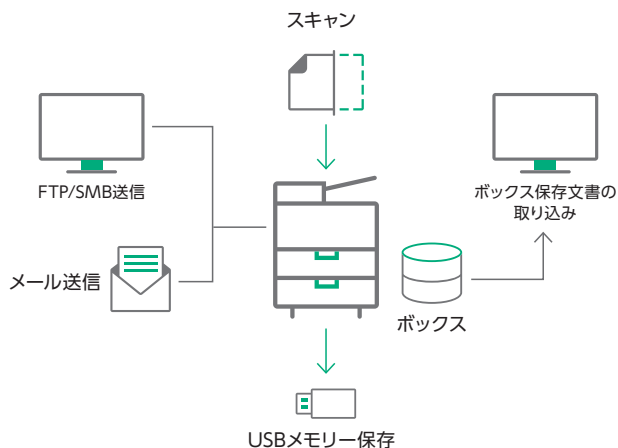 スキャン
FTP/SMB送信
ボックス保存文書の
取り込み
メール送信
ボックス
USBメモリー保存